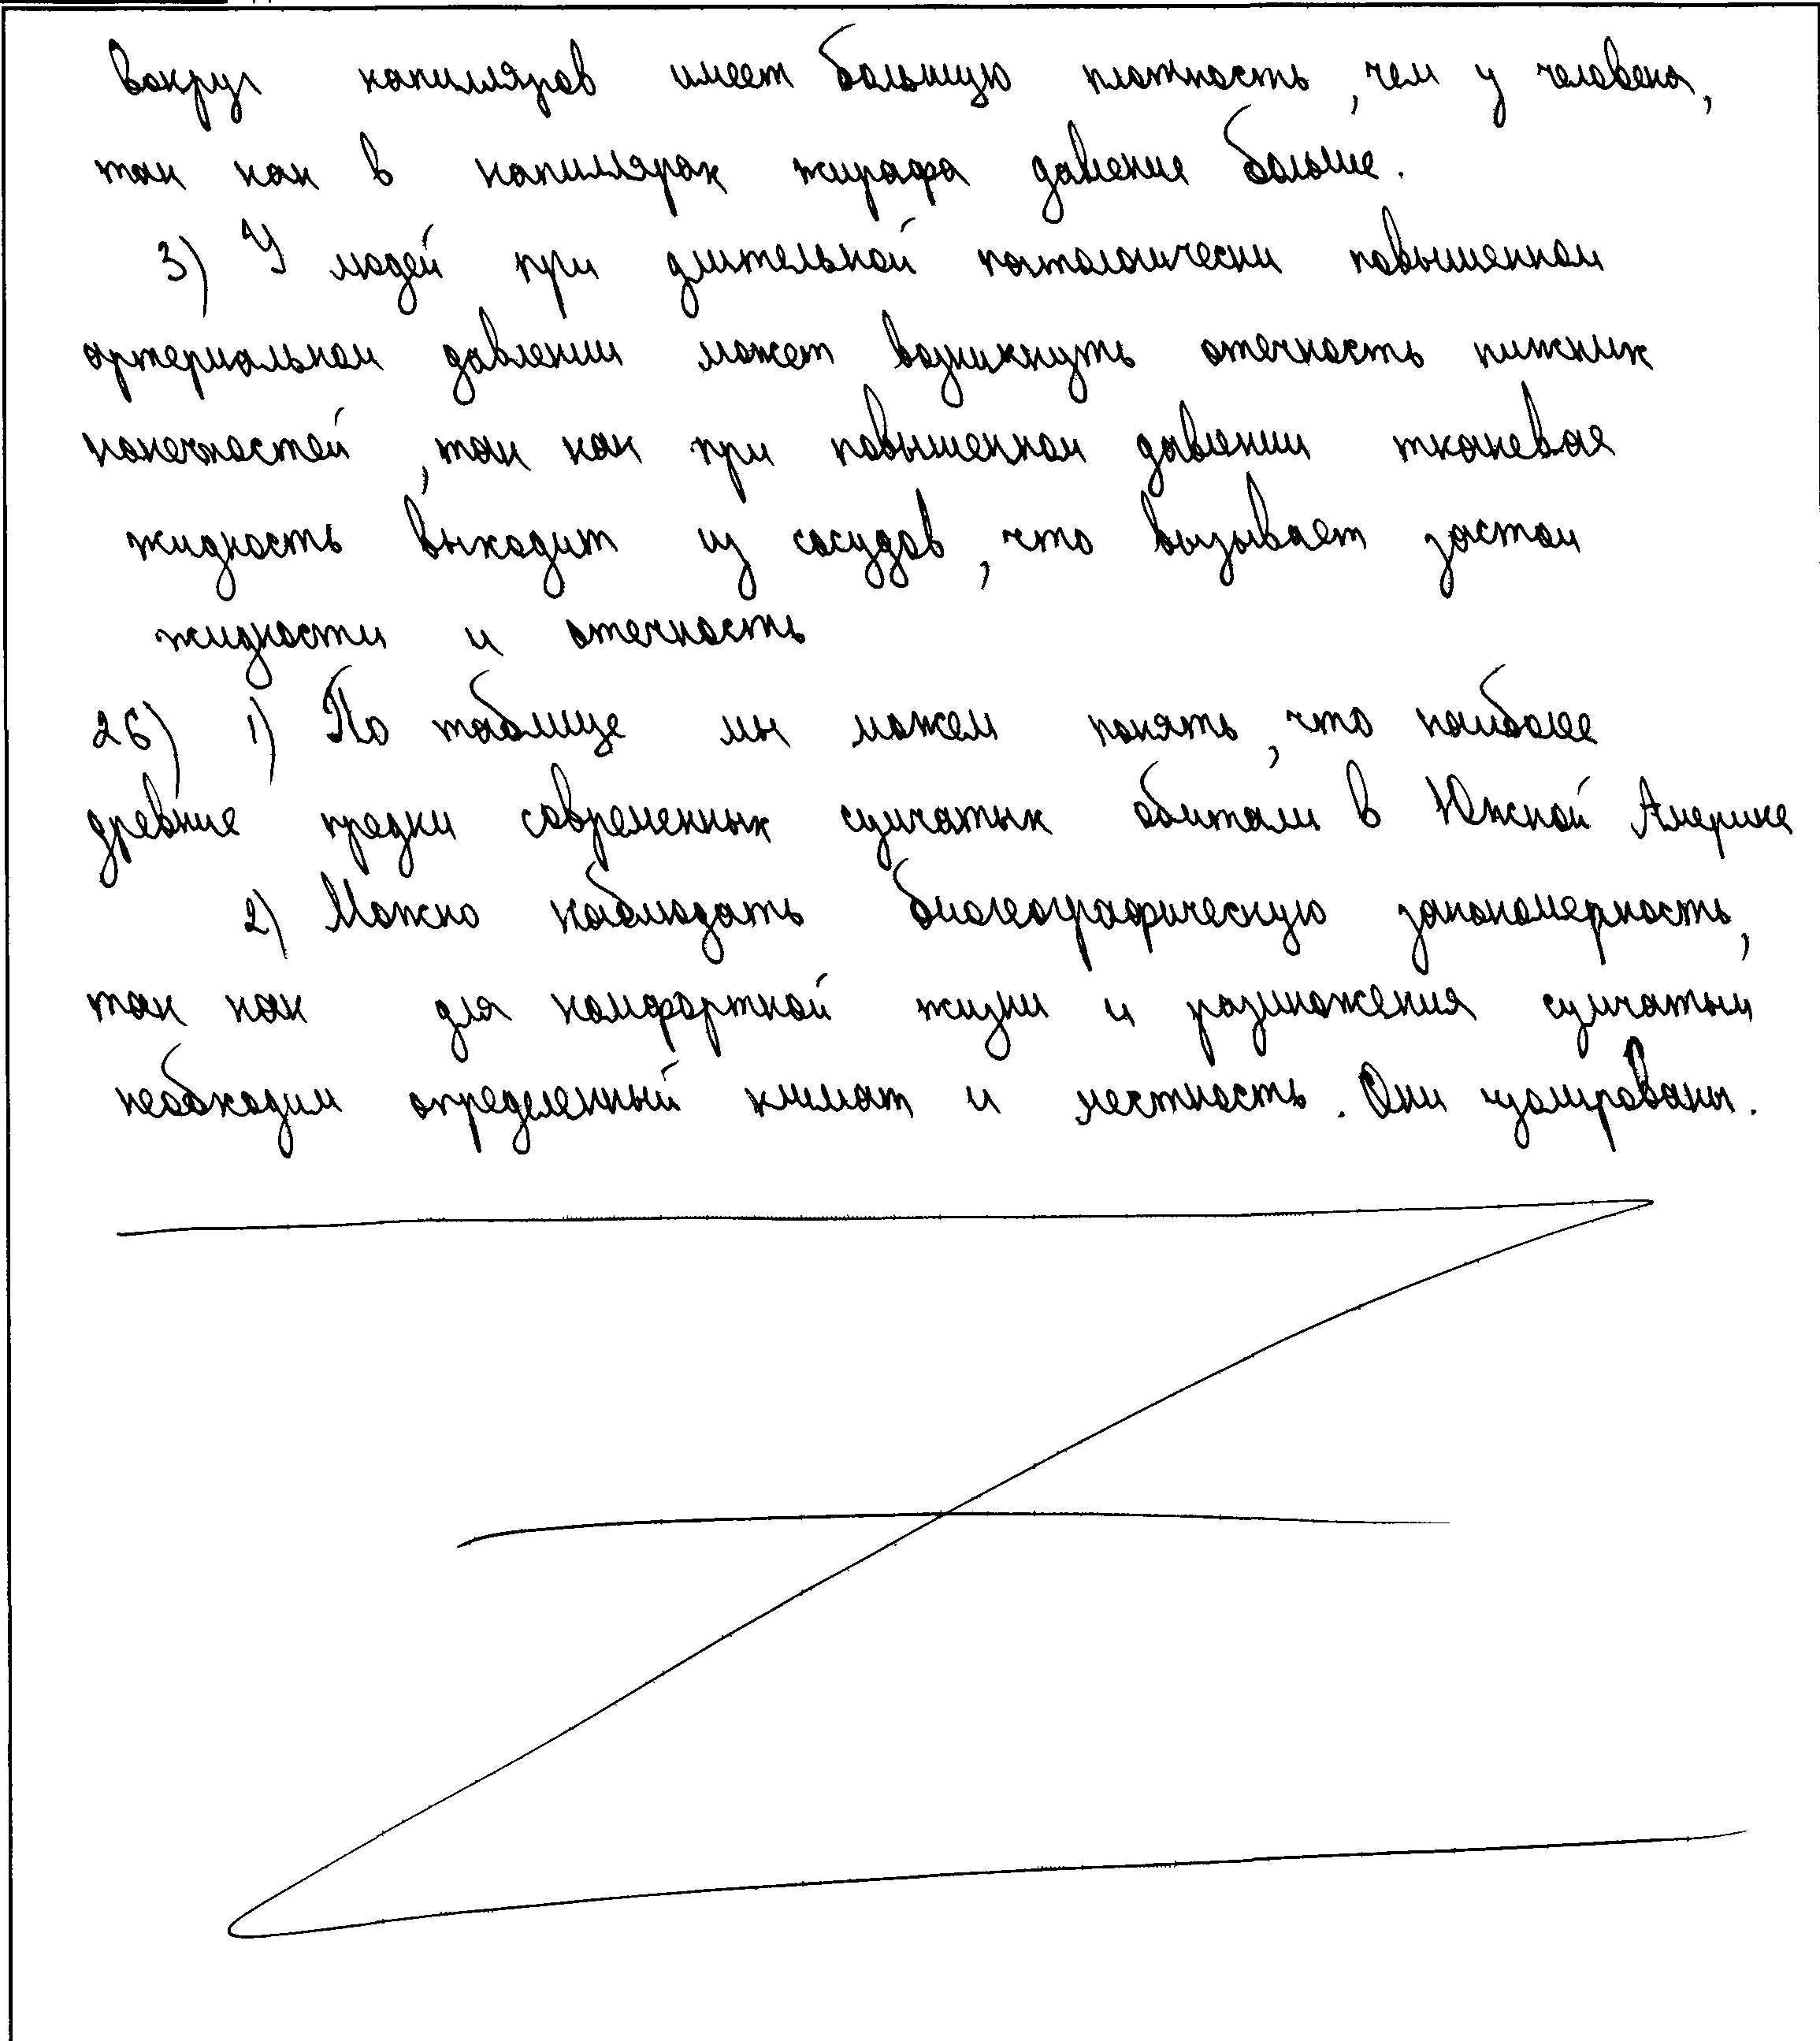 вокруг капилляров имеет большую плотность, чем у человека,
так как в капиллярах жирафа давление больше.
3) У людей при длительной патологически повышенном
артериальном давлении может возникнуть отечность нижних
конечностей, так как при повышенном давлении тканевая
жидкость выходит из сосудов, что вызывает застои
жидкости и отечность
26) 1) По таблице мы можем понять, что наиболее
древние предки современных сумчатых обитали в Южной Америке
2) Можно наблюдать биогеографическую закономерность,
так как для комфортной жизни и размножения сумчатым
необходим определенный климат и местность. Они изолированы.